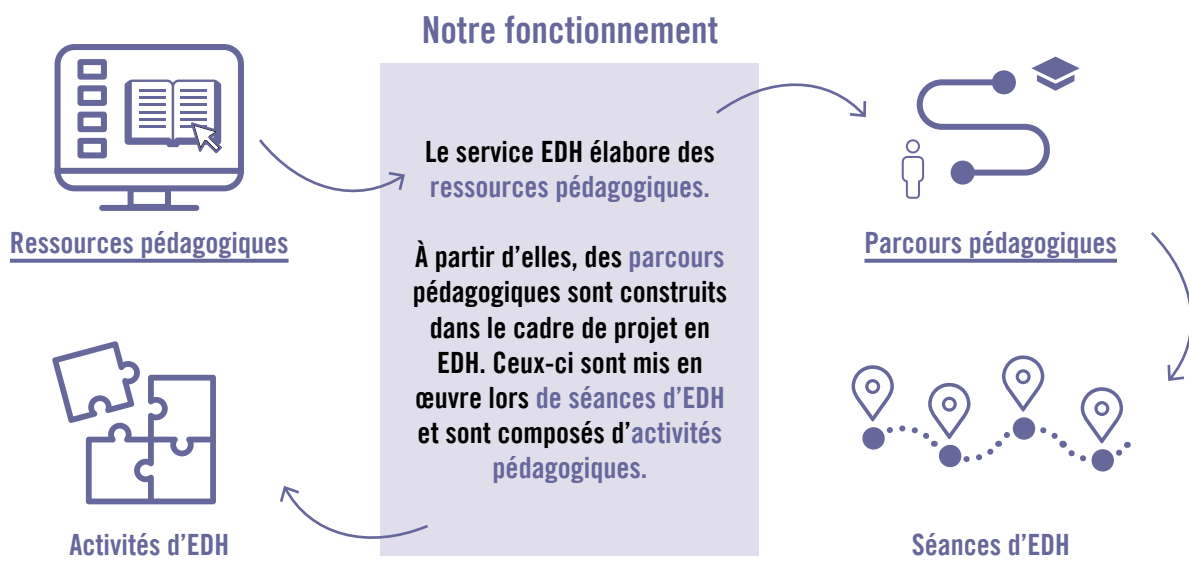 Notre fonctionnement
Ressources pédagogiques
Le service EDH élabore des
ressources pédagogiques.
À partir d’elles, des parcours
pédagogiques sont construits
dans le cadre de projet en
EDH. Ceux-ci sont mis en
œuvre lors de séances d’EDH
et sont composés d’activités
pédagogiques.
Parcours pédagogiques
Activités d’EDH
Séances d’EDH